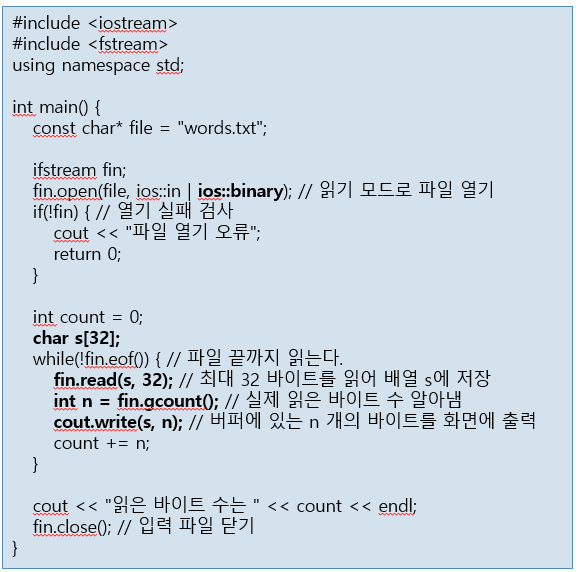 #include <iostream>
#include <fstream>
using namespace std;
int main() {
const char* file = "words.txt";
ifstream fin;
fin.open(file, ios::in | ios::binary); // 읽기 모드로 파일 열기
if(!fin) { // 열기 실패 검사
cout << "파일 열기 오류";
return 0;
}
int count = 0;
char s[32];
while(!fin.eof()) { // 파일 끝까지 읽는다.
fin.read(s, 32); // 최대 32 바이트를 읽어 배열 s에 저장
int n = fin.gcount(); // 실제 읽은 바이트 수 알아냄
cout.write(s, n); // 버퍼에 있는 n 개의 바이트를 화면에 출력
count += n;
}
cout << "읽은 바이트 수는 " << count << endl;
fin.close(); // 입력 파일 닫기
}